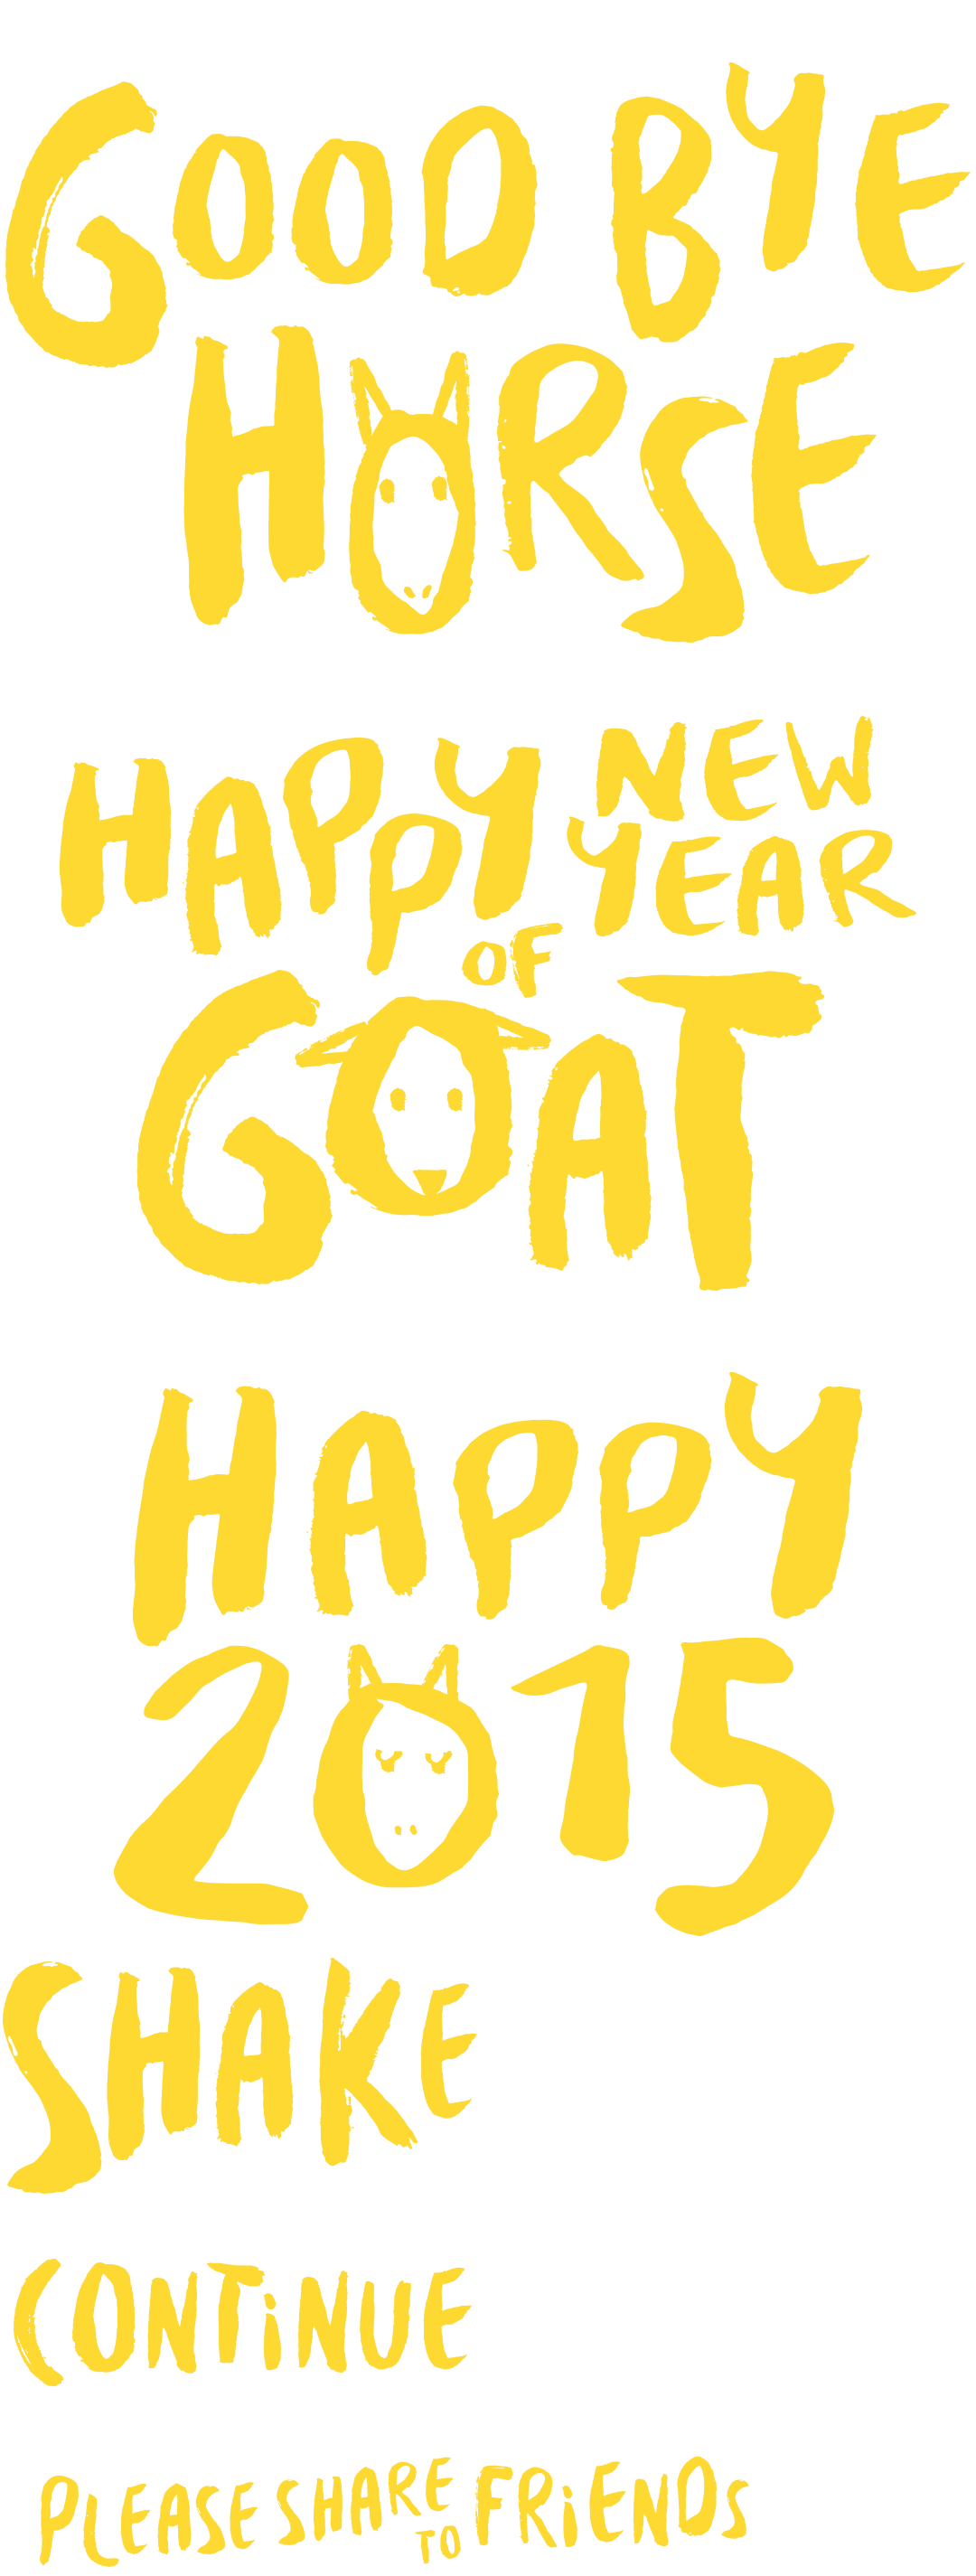 GOOD BYE
HORSE
HAPPY NEW
YEAR
OF
GOAT
HAPPY
2015
SHAKE
CONTiNUE
PLEASE SHARE TO FRiENDS